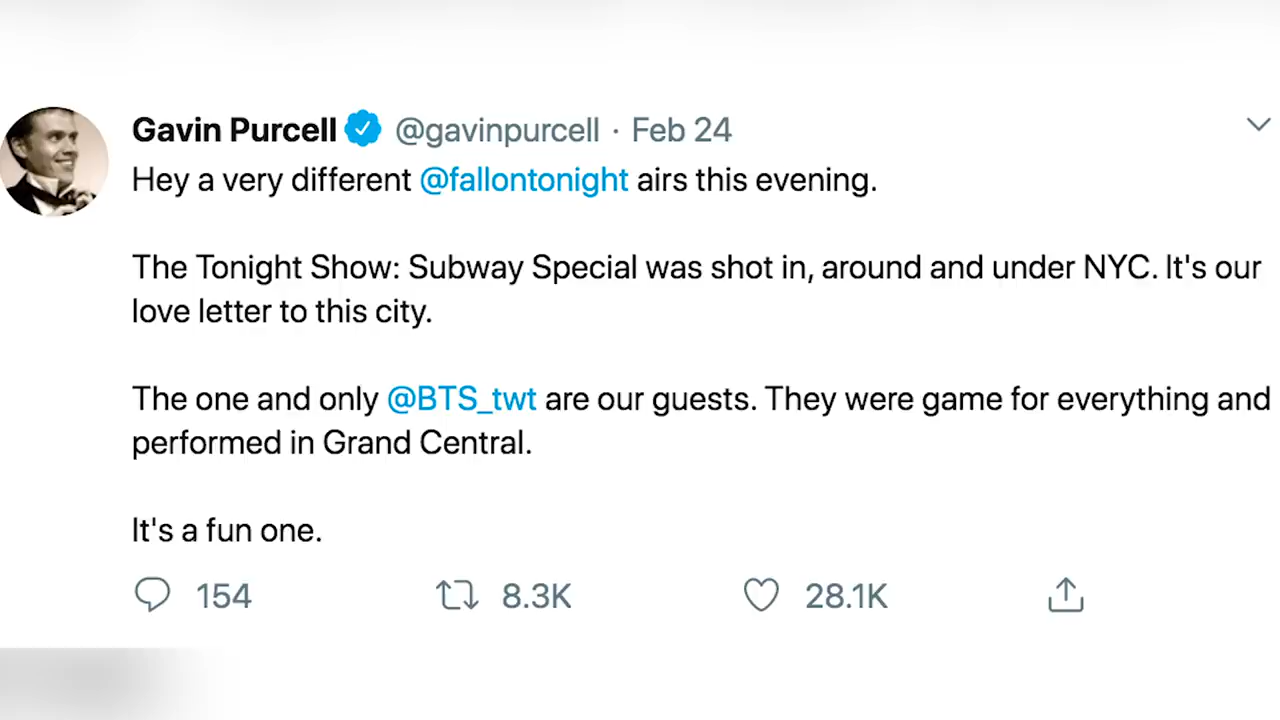 Gavin Purcell @gavinpurcell · Feb 24
Hey a very different @fallontonight airs this evening.
The Tonight Show: Subway Special was shot in, around and under NYC. It's our
love letter to this city.
The one and only @BTS_twt are our guests. They were game for everything and
performed in Grand Central.
It's a fun one.
154 8.3K 28.1K